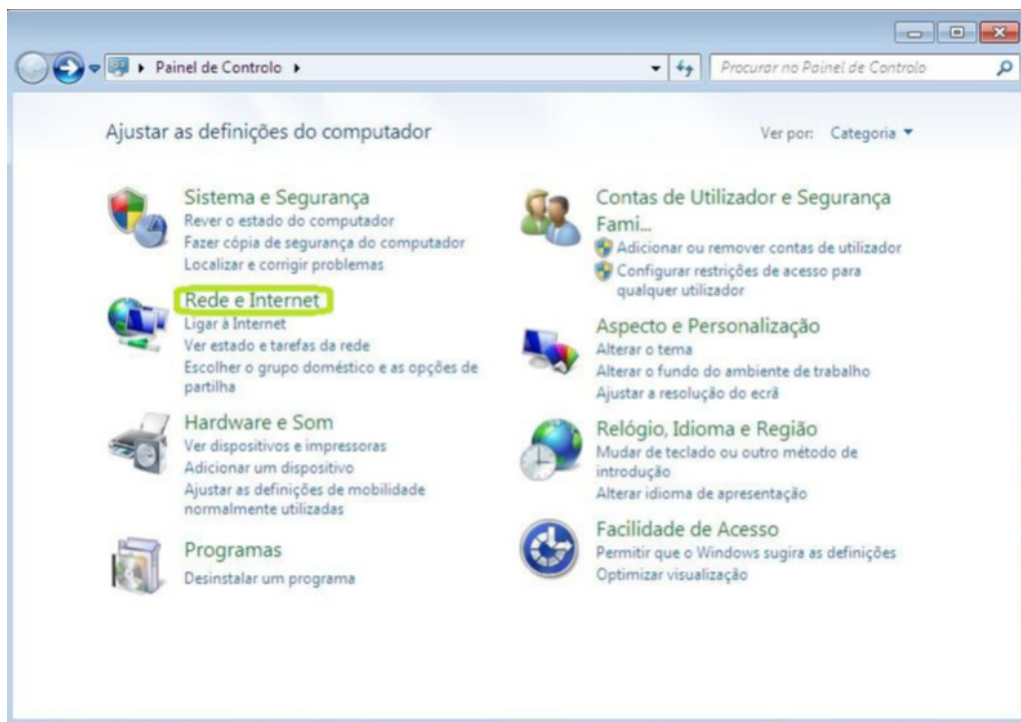 Painel de Controlo
Procurar no Painel de Controlo
Ajustar as definições do computador
Ver por: Categoria
Sistema e Segurança
Rever o estado do computador
Fazer cópia de segurança do computador
Localizar e corrigir problemas
Rede e Internet
Ligar à Internet
Ver estado e tarefas da rede
Escolher o grupo doméstico e as opções de
partilha
Hardware e Som
Ver dispositivos e impressoras
Adicionar um dispositivo
Ajustar as definições de mobilidade
normalmente utilizadas
Programas
Desinstalar um programa
Contas de Utilizador e Segurança
Fami...
Adicionar ou remover contas de utilizador
Configurar restrições de acesso para
qualquer utilizador
Aspecto e Personalização
Alterar o tema
Alterar o fundo do ambiente de trabalho
Ajustar a resolução do ecrã
Relógio, Idioma e Região
Mudar de teclado ou outro método de
introdução
Alterar idioma de apresentação
Facilidade de Acesso
Permitir que o Windows sugira as definições
Optimizar visualização